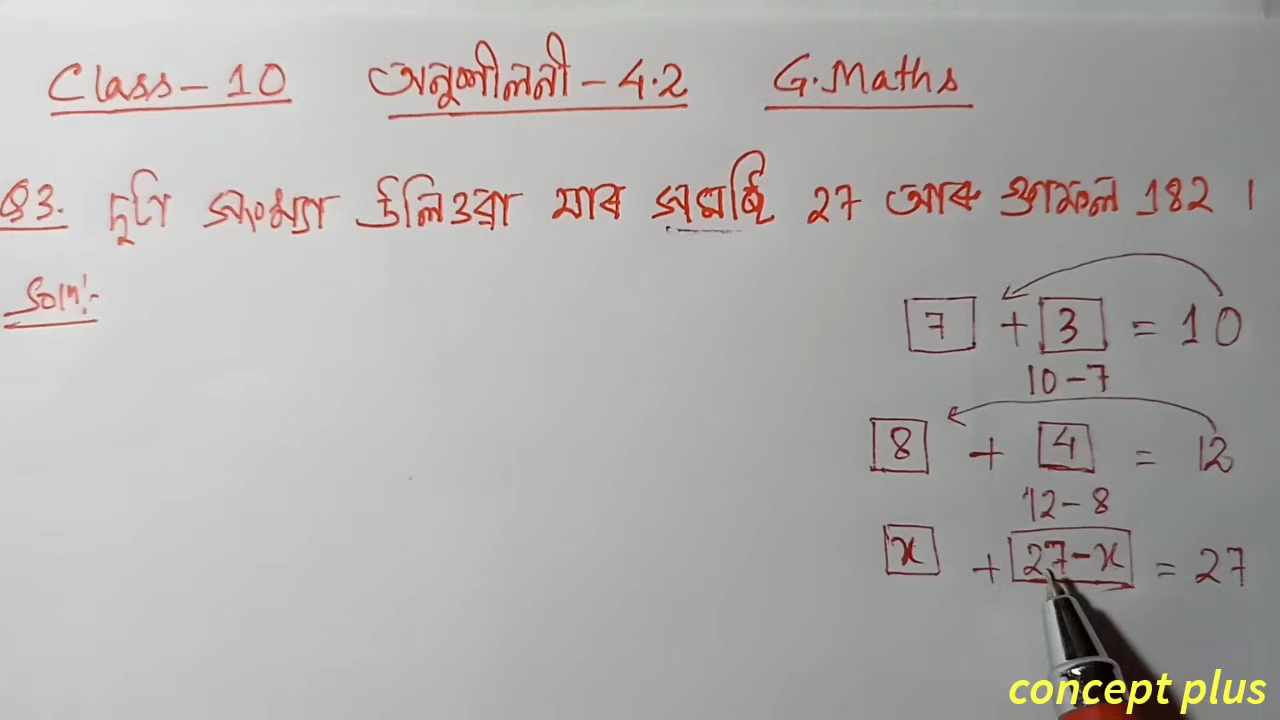 Class-10 অনুশীলনী-4.2 G.Maths
Q3. দুটা সংখ্যা উলিওৱা যাৰ সমষ্টি 27 আৰু গুণফল 182 ।
Soln:-
7 + 3 = 10
10-7
8 + 4 = 12
12-8
x + 27-x = 27
concept plus